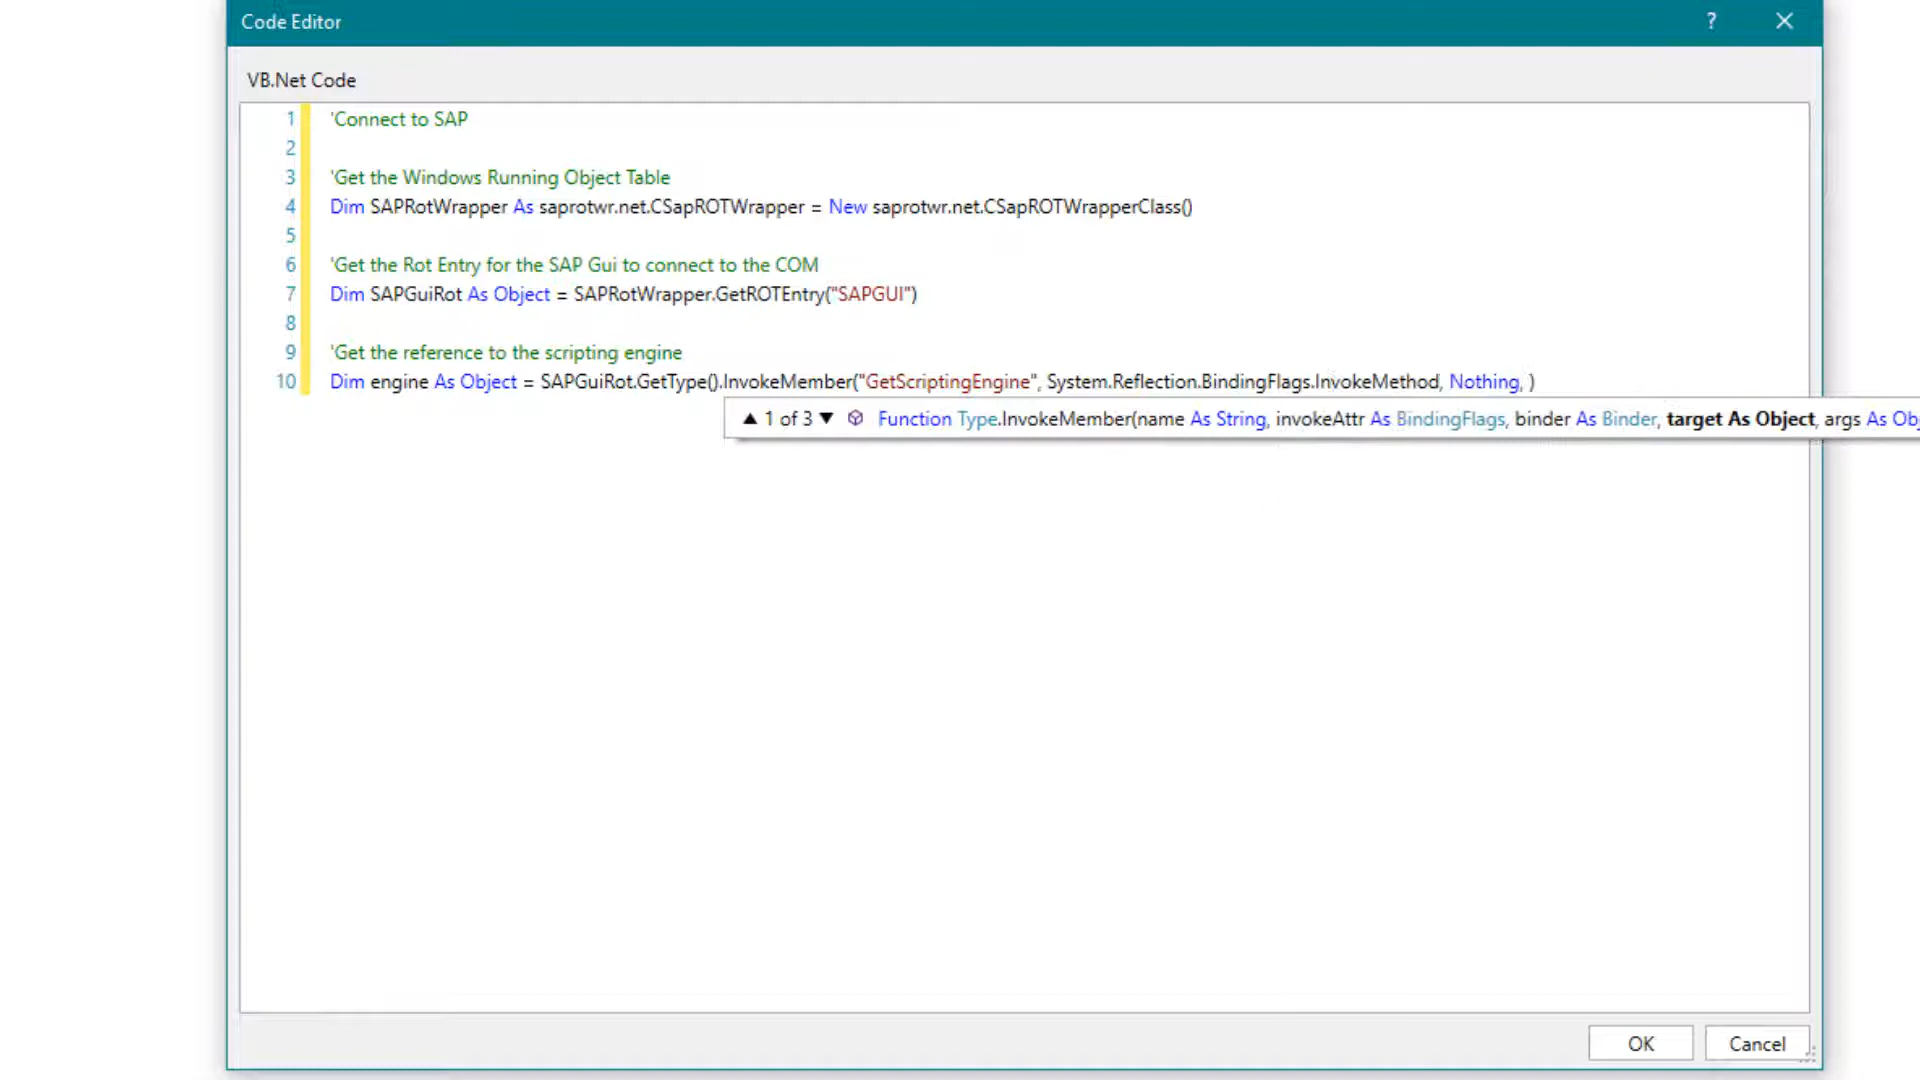 Code Editor
?
VB.Net Code
1 'Connect to SAP
2
3 'Get the Windows Running Object Table
4 Dim SAPRotWrapper As saprotwr.net.CSapROTWrapper = New saprotwr.net.CSapROTWrapperClass()
5
6 'Get the Rot Entry for the SAP Gui to connect to the COM
7 Dim SAPGuiRot As Object = SAPRotWrapper.GetROTEntry("SAPGUI")
8
9 'Get the reference to the scripting engine
10 Dim engine As Object = SAPGuiRot.GetType().InvokeMember("GetScriptingEngine", System.Reflection.BindingFlags.InvokeMethod, Nothing, )
▲ 1 of 3 ▼ Function Type.InvokeMember(name As String, invokeAttr As BindingFlags, binder As Binder, target As Object, args As Obj
OK Cancel